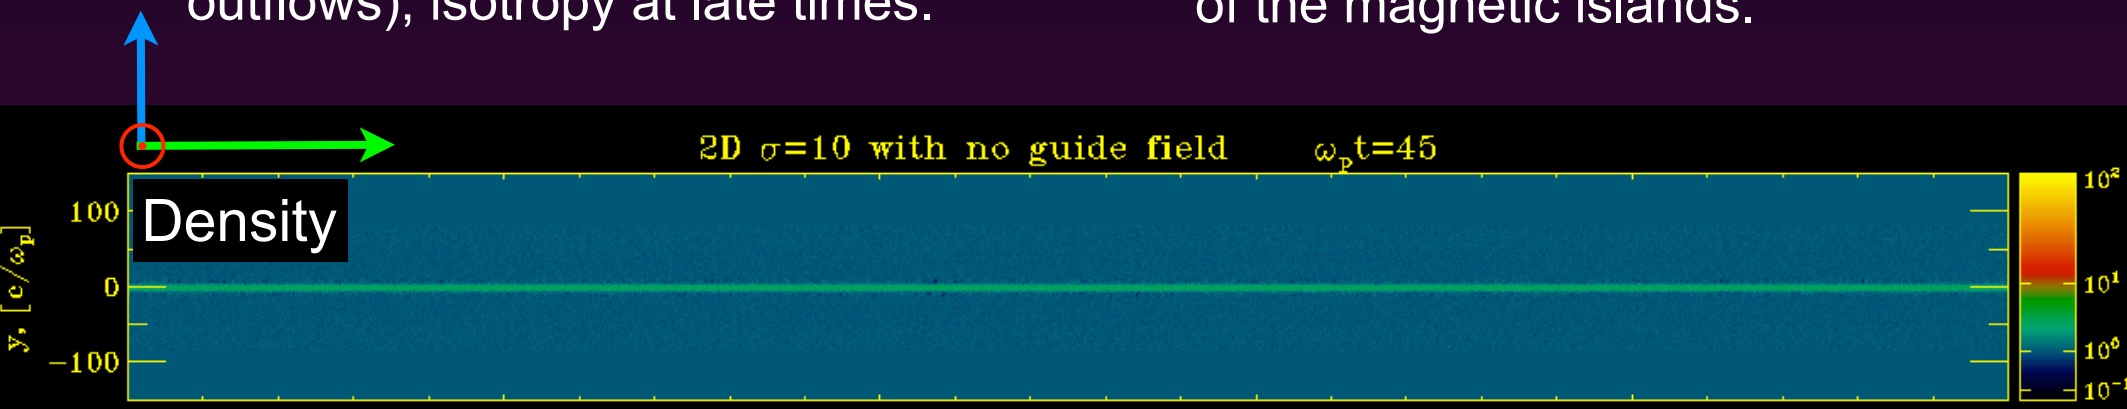 outflows), isotropy at late times.
of the magnetic islands.
2D σ=10 with no guide field ωₚt=45
Density
y, [c/ωₚ]
100
0
−100
10²
10¹
10⁰
10⁻¹